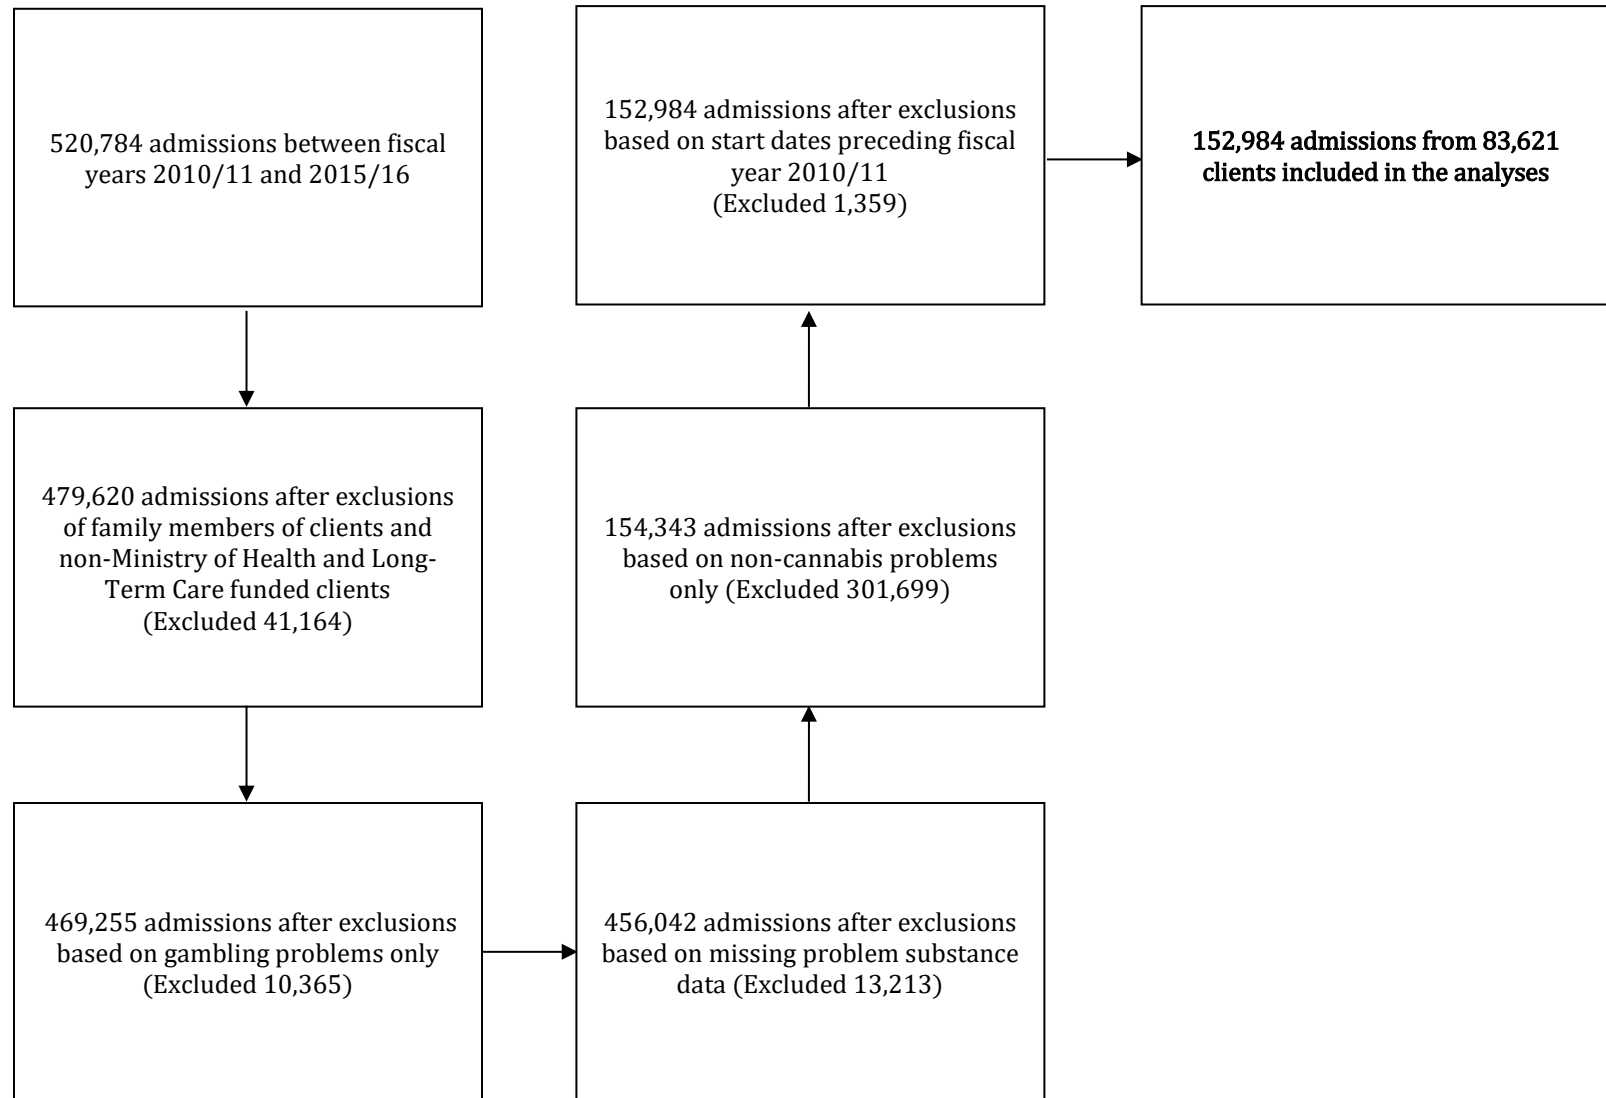 520,784 admissions between fiscal
years 2010/11 and 2015/16
479,620 admissions after exclusions
of family members of clients and
non-Ministry of Health and Long-
Term Care funded clients
(Excluded 41,164)
469,255 admissions after exclusions
based on gambling problems only
(Excluded 10,365)
456,042 admissions after exclusions
based on missing problem substance
data (Excluded 13,213)
154,343 admissions after exclusions
based on non-cannabis problems
only (Excluded 301,699)
152,984 admissions after exclusions
based on start dates preceding fiscal
year 2010/11
(Excluded 1,359)
152,984 admissions from 83,621
clients included in the analyses